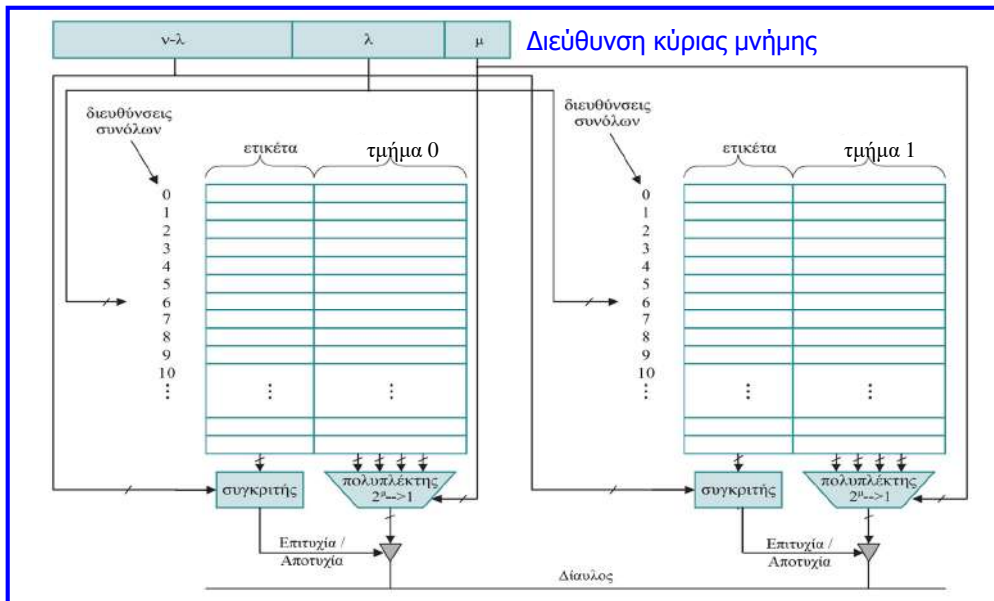 ν-λ λ μ Διεύθυνση κύριας μνήμης
διευθύνσεις
συνόλων
ετικέτα τμήμα 0
0
1
2
3
4
5
6
7
8
9
10
⋮
⋮ ⋮
συγκριτής
πολυπλέκτης
2^μ-->1
Επιτυχία /
Αποτυχία
διευθύνσεις
συνόλων
ετικέτα τμήμα 1
0
1
2
3
4
5
6
7
8
9
10
⋮
⋮ ⋮
συγκριτής
πολυπλέκτης
2^μ-->1
Επιτυχία /
Αποτυχία
Δίαυλος